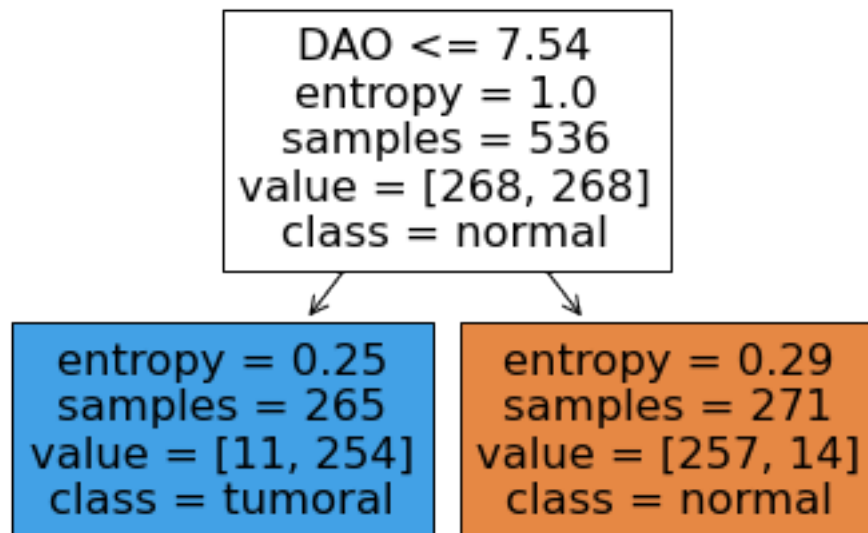 DAO <= 7.54
entropy = 1.0
samples = 536
value = [268, 268]
class = normal
entropy = 0.25
samples = 265
value = [11, 254]
class = tumoral
entropy = 0.29
samples = 271
value = [257, 14]
class = normal